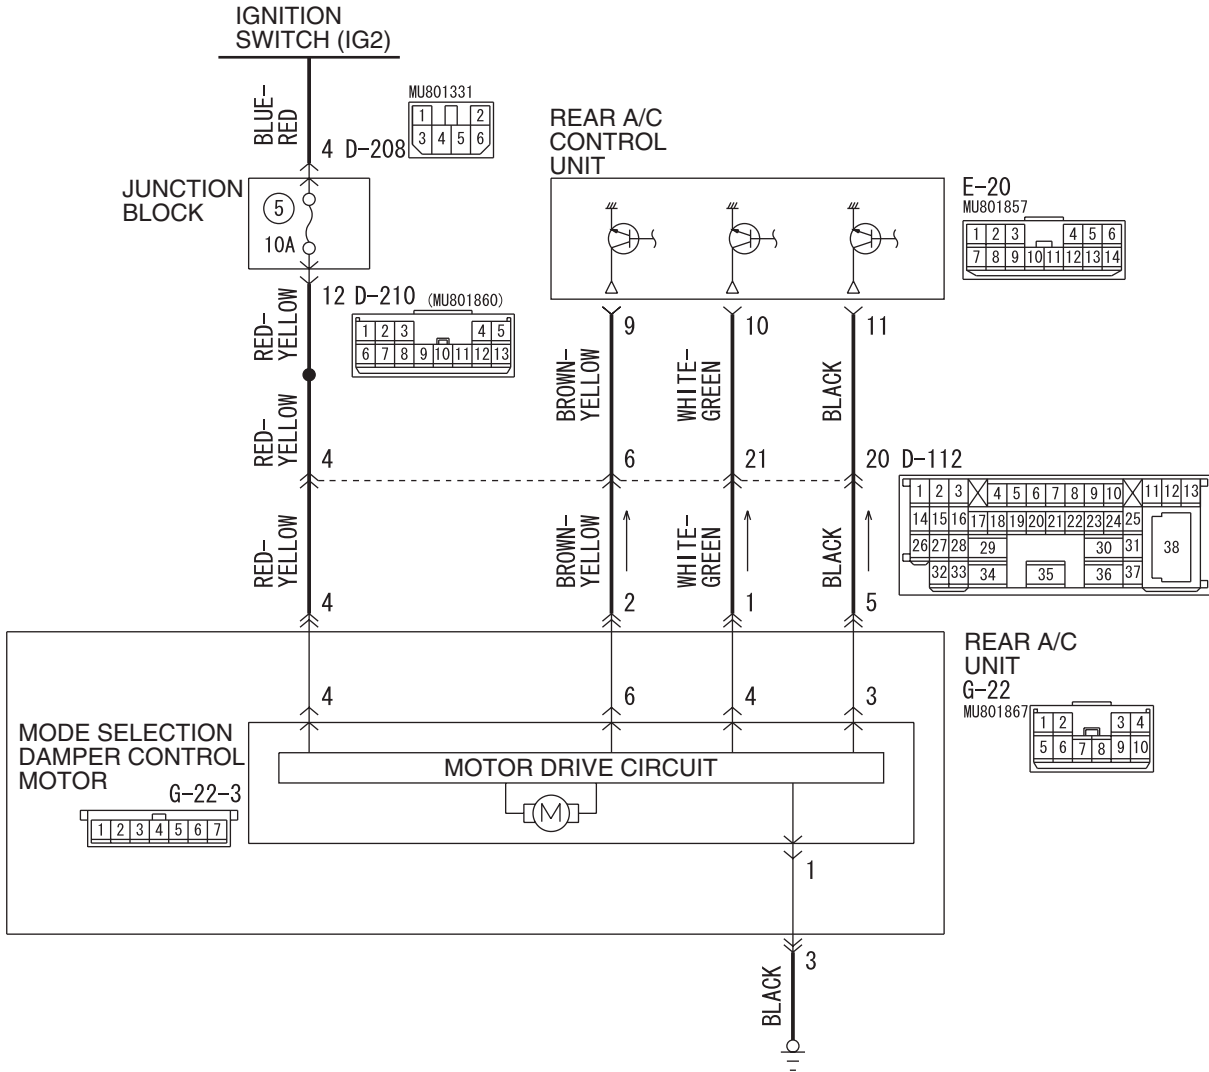 IGNITION
SWITCH (IG2)
BLUE-
RED
MU801331
1 2
3 4 5 6
4 D-208
JUNCTION
BLOCK
5
10A
REAR A/C
CONTROL
UNIT
E-20
MU801857
1 2 3 4 5 6
7 8 9 10 11 12 13 14
12 D-210 (MU801860)
1 2 3 4 5
6 7 8 9 10 11 12 13
9 10 11
RED-
YELLOW
BROWN-
YELLOW
WHITE-
GREEN
BLACK
RED-
YELLOW
4 6 21 20 D-112
1 2 3 4 5 6 7 8 9 10 11 12 13
14 15 16 17 18 19 20 21 22 23 24 25
26 27 28 29 30 31 38
32 33 34 35 36 37
RED-
YELLOW
BROWN-
YELLOW
WHITE-
GREEN
BLACK
4 2 1 5
REAR A/C
UNIT
G-22
MU801867
1 2 3 4
5 6 7 8 9 10
4 6 4 3
MODE SELECTION
DAMPER CONTROL
MOTOR
G-22-3
1 2 3 4 5 6 7
MOTOR DRIVE CIRCUIT
M
1
3
BLACK